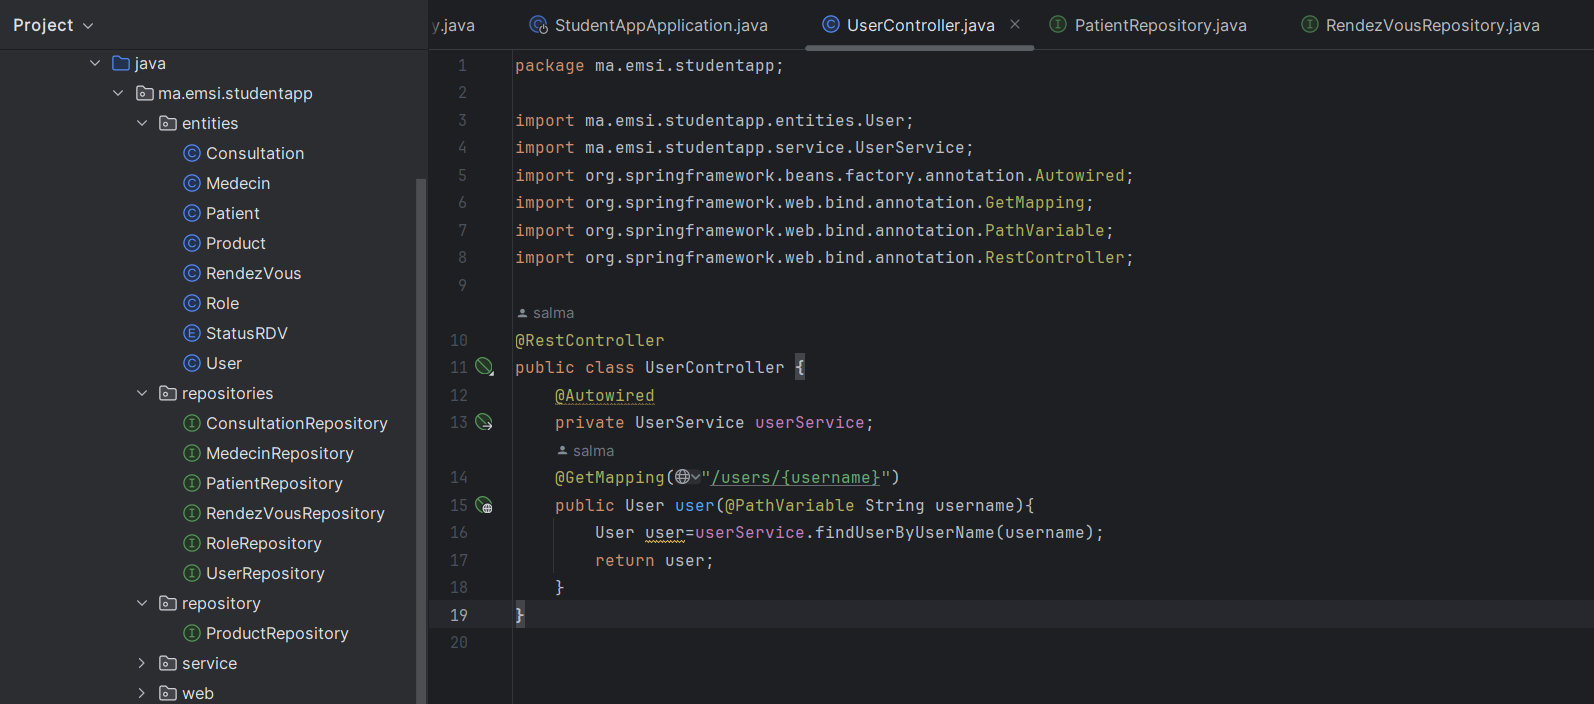 Project
java
ma.emsi.studentapp
entities
Consultation
Medecin
Patient
Product
RendezVous
Role
StatusRDV
User
repositories
ConsultationRepository
MedecinRepository
PatientRepository
RendezVousRepository
RoleRepository
UserRepository
repository
ProductRepository
service
web
y.java StudentAppApplication.java UserController.java PatientRepository.java RendezVousRepository.java
1 package ma.emsi.studentapp;
2
3 import ma.emsi.studentapp.entities.User;
4 import ma.emsi.studentapp.service.UserService;
5 import org.springframework.beans.factory.annotation.Autowired;
6 import org.springframework.web.bind.annotation.GetMapping;
7 import org.springframework.web.bind.annotation.PathVariable;
8 import org.springframework.web.bind.annotation.RestController;
9
salma
10 @RestController
11 public class UserController {
12 @Autowired
13 private UserService userService;
salma
14 @GetMapping("/users/{username}")
15 public User user(@PathVariable String username){
16 User user=userService.findUserByUserName(username);
17 return user;
18 }
19 }
20